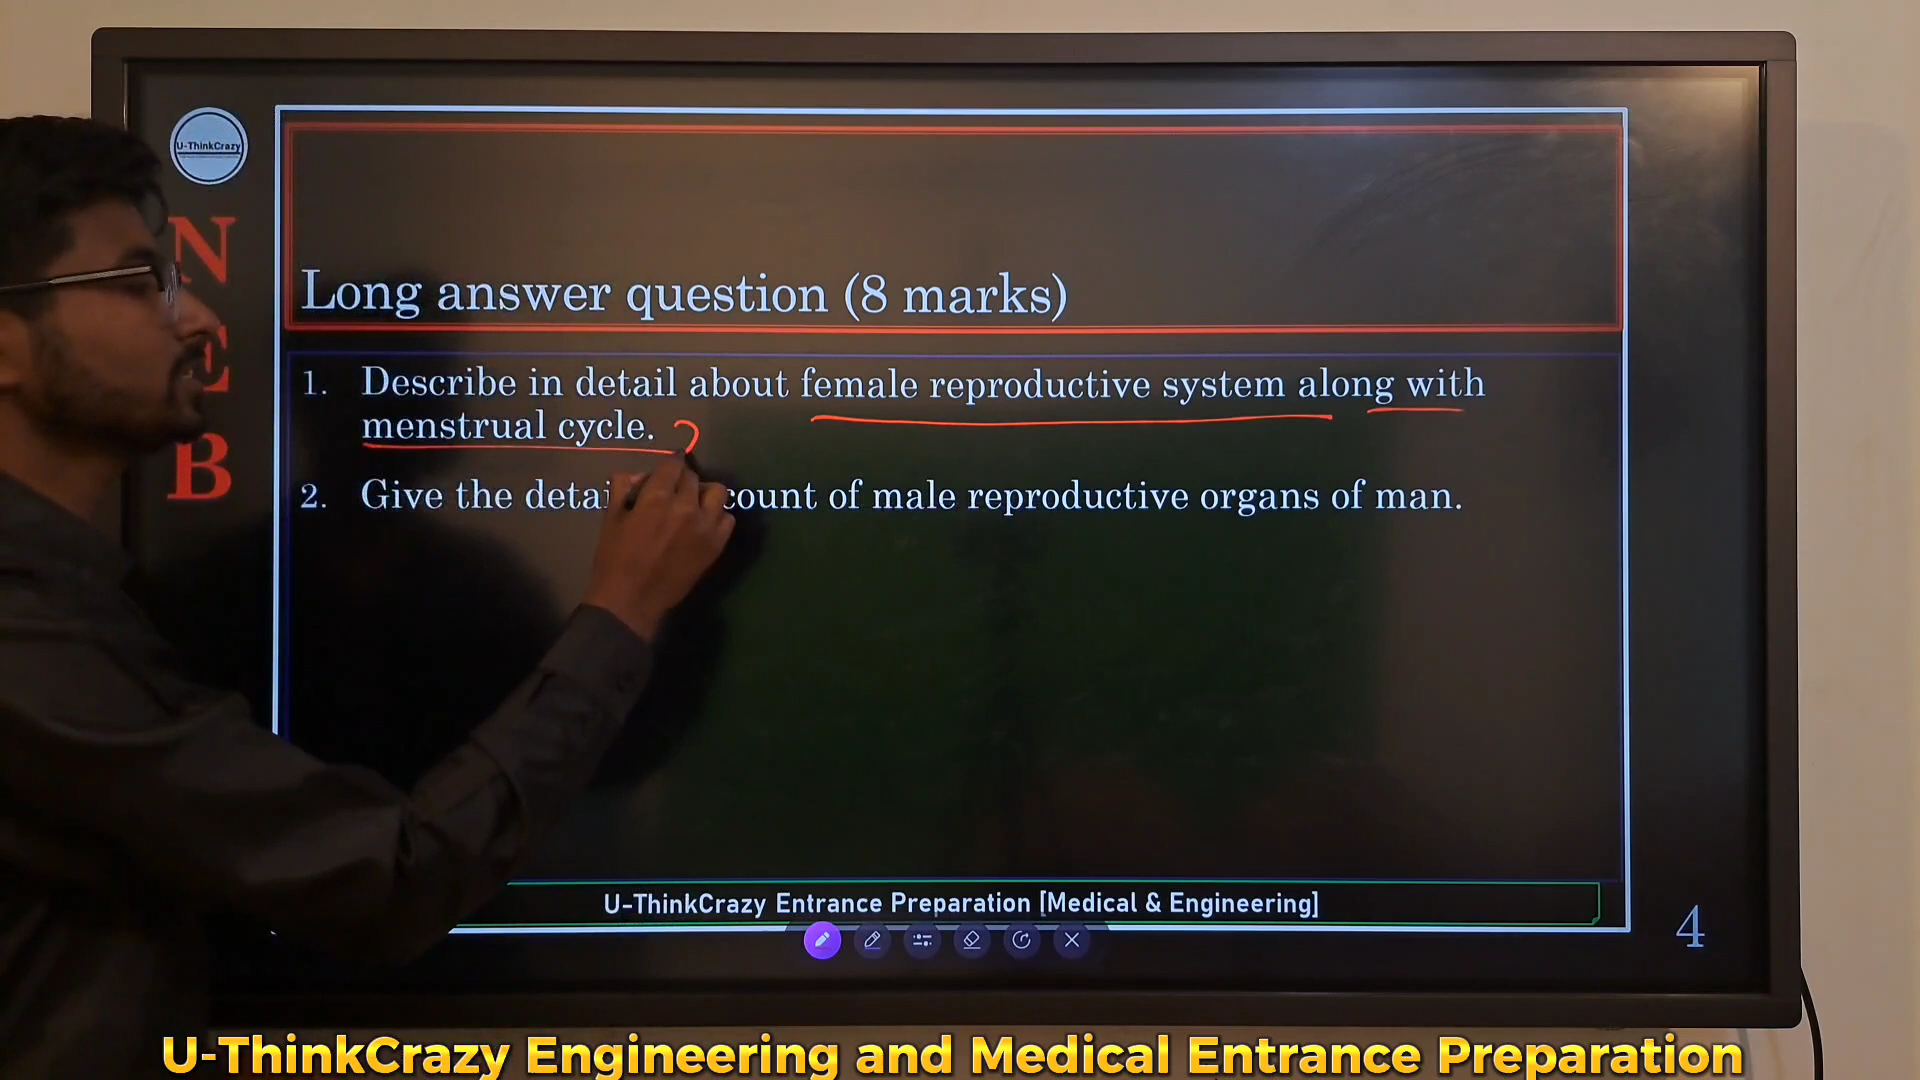 U-ThinkCrazy
N
E
B
Long answer question (8 marks)
1. Describe in detail about female reproductive system along with
menstrual cycle. ?
2. Give the count of male reproductive organs of man.
U-ThinkCrazy Entrance Preparation [Medical & Engineering]
4
U-ThinkCrazy Engineering and Medical Entrance Preparation